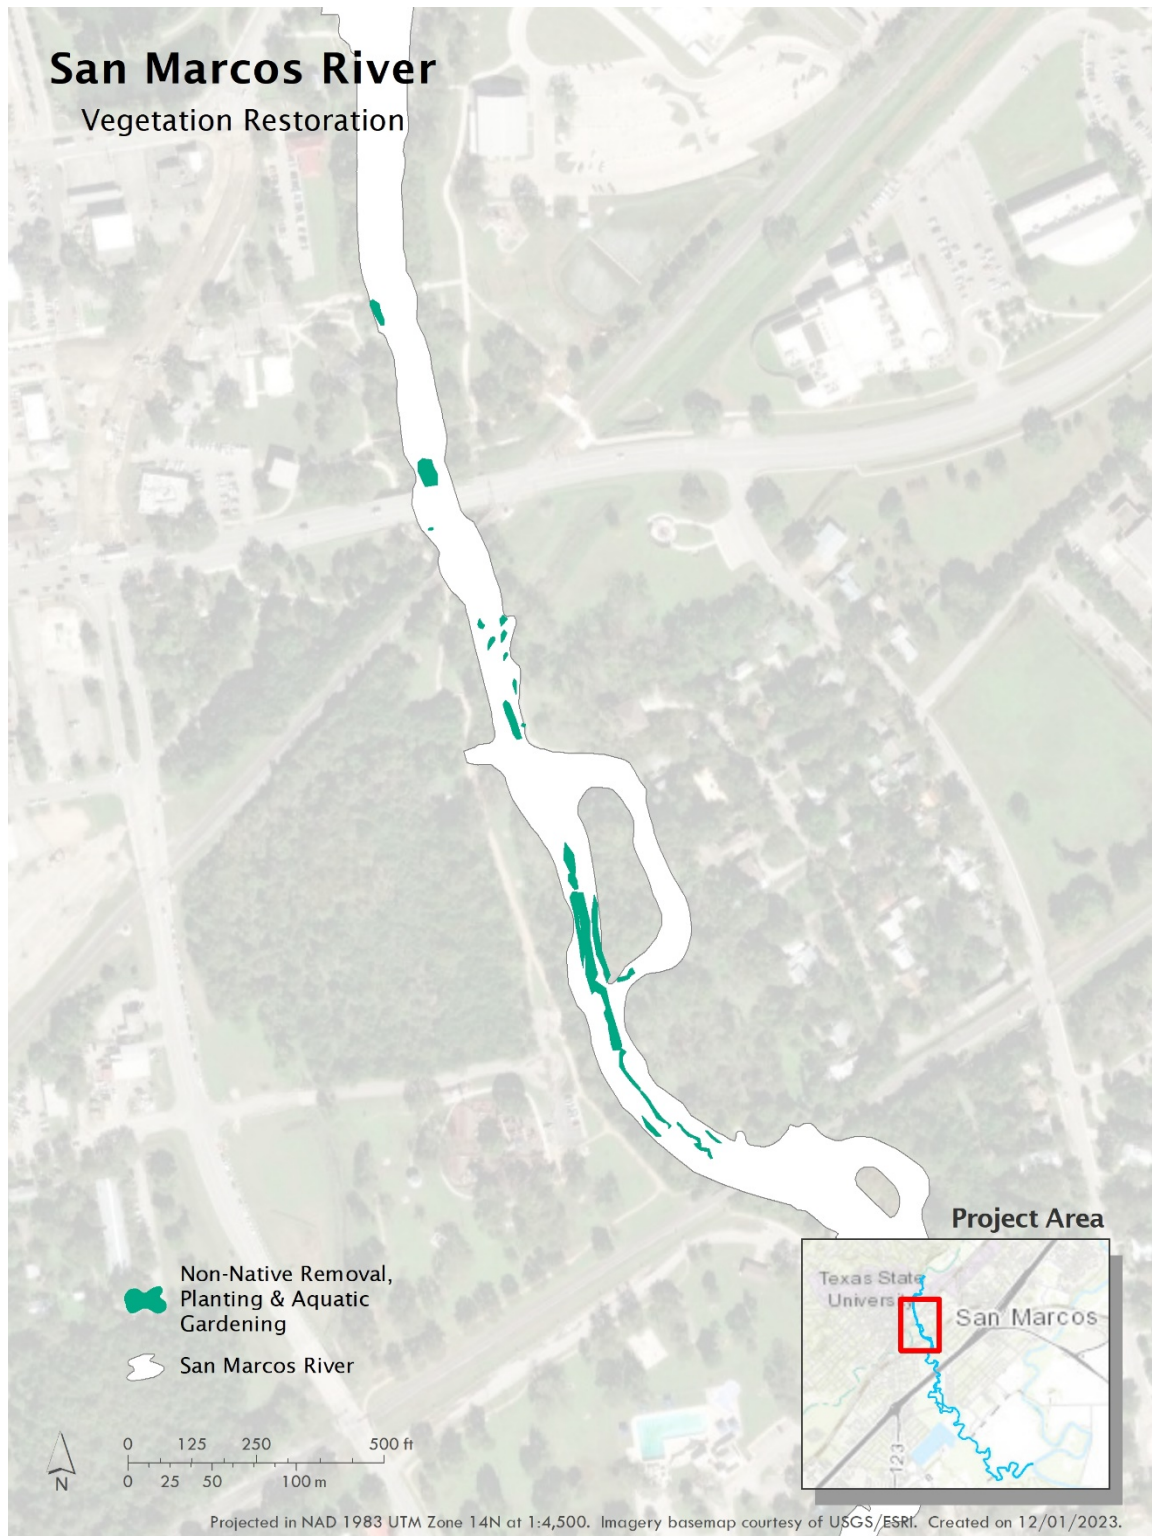 San Marcos River
Vegetation Restoration
Non-Native Removal,
Planting & Aquatic
Gardening
San Marcos River
0 125 250 500 ft
0 25 50 100 m
N
Project Area
Texas State
University
San Marcos
123
Projected in NAD 1983 UTM Zone 14N at 1:4,500. Imagery basemap courtesy of USGS/ESRI. Created on 12/01/2023.